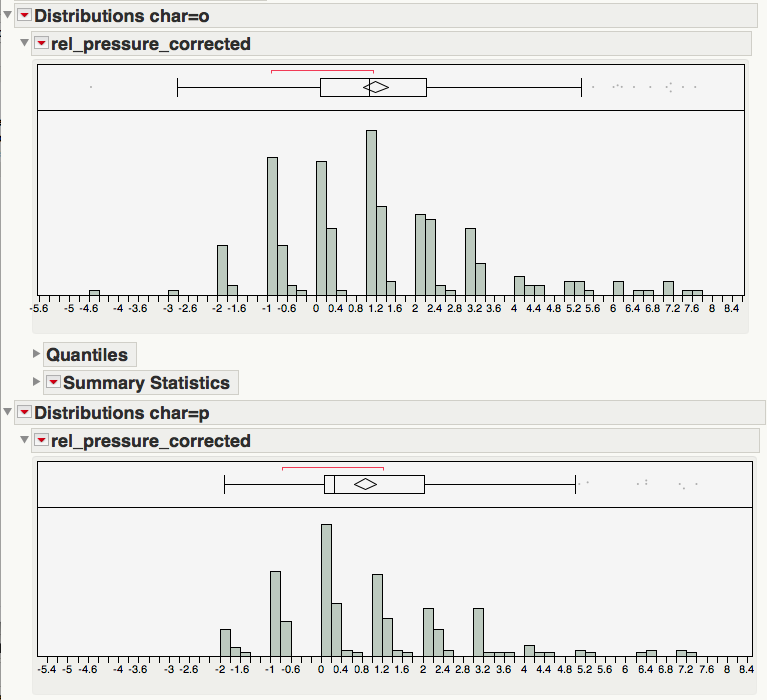 Distributions char=o
rel_pressure_corrected
-5.6 -5 -4.6 -4 -3.6 -3 -2.6 -2 -1.6 -1 -0.6 0 0.4 0.8 1.2 1.6 2 2.4 2.8 3.2 3.6 4 4.4 4.8 5.2 5.6 6 6.4 6.8 7.2 7.6 8 8.4
Quantiles
Summary Statistics
Distributions char=p
rel_pressure_corrected
-5.4 -4.6 -4 -3.6 -3 -2.6 -2 -1.6 -1 -0.6 0 0.4 0.8 1.2 1.6 2 2.4 2.8 3.2 3.6 4 4.4 4.8 5.2 5.6 6 6.4 6.8 7.2 7.6 8 8.4